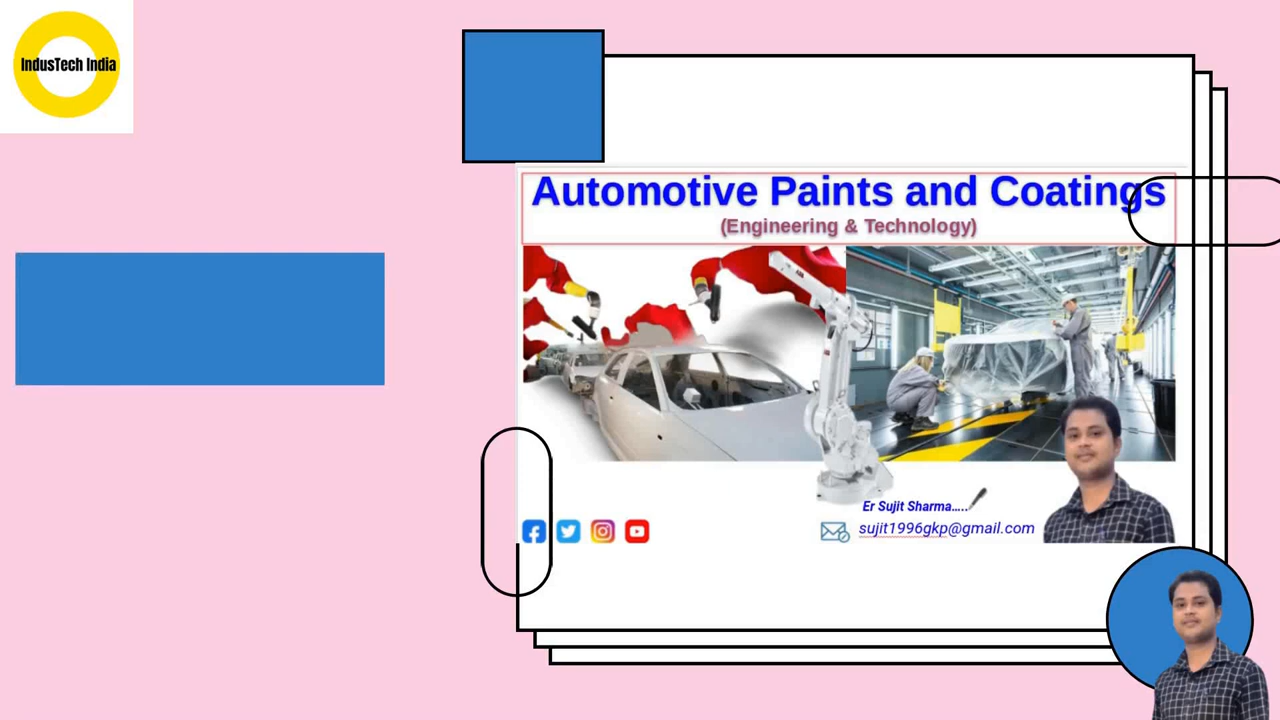 IndusTech India
Automotive Paints and Coatings
(Engineering & Technology)
Er Sujit Sharma.....
sujit1996gkp@gmail.com